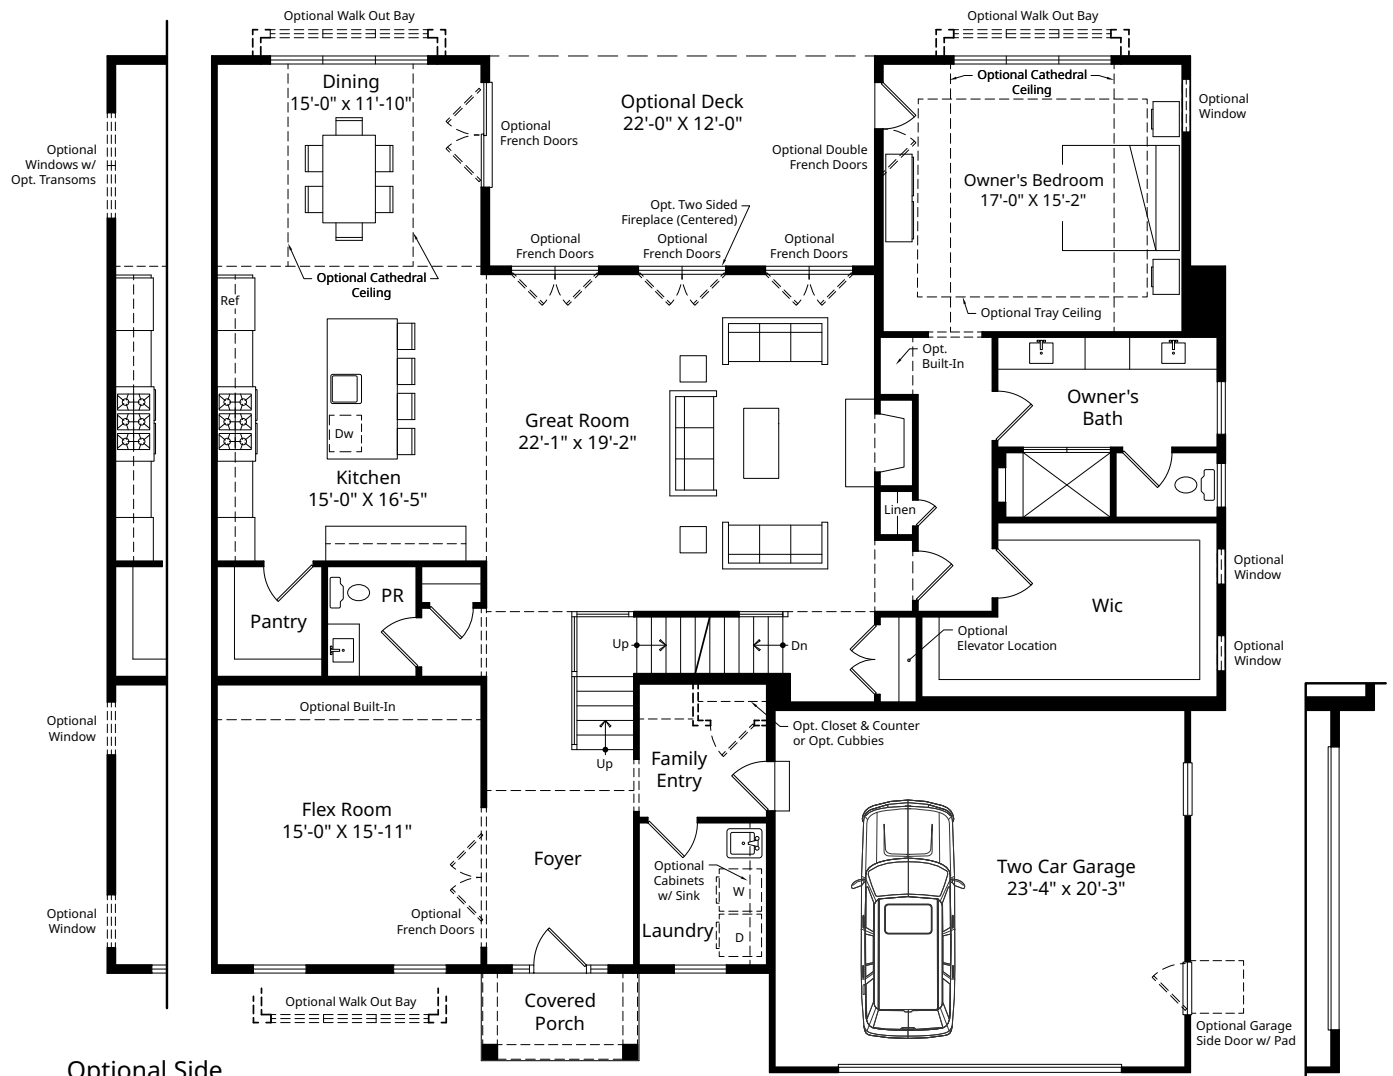 Optional Walk Out Bay
Optional Walk Out Bay
Dining
15'-0" x 11'-10"
Optional Deck
22'-0" X 12'-0"
Optional Cathedral
Ceiling
Optional
Window
Optional
French Doors
Optional
Windows w/
Opt. Transoms
Optional Double
French Doors
Owner's Bedroom
17'-0" X 15'-2"
Opt. Two Sided
Fireplace (Centered)
Optional
French Doors
Optional
French Doors
Optional
French Doors
Optional Cathedral
Ceiling
Ref
Optional Tray Ceiling
Opt.
Built-In
Owner's
Bath
Great Room
22'-1" x 19'-2"
Dw
Kitchen
15'-0" X 16'-5"
Linen
Optional
Window
PR
Pantry
Wic
Up
Dn
Optional
Elevator Location
Optional
Window
Optional Built-In
Optional
Window
Opt. Closet & Counter
or Opt. Cubbies
Up
Family
Entry
Flex Room
15'-0" X 15'-11"
Foyer
Optional
Cabinets
w/ Sink
W
Two Car Garage
23'-4" x 20'-3"
Optional
Window
Optional
French Doors
Laundry
D
Optional Walk Out Bay
Covered
Porch
Optional Garage
Side Door w/ Pad
Optional Side